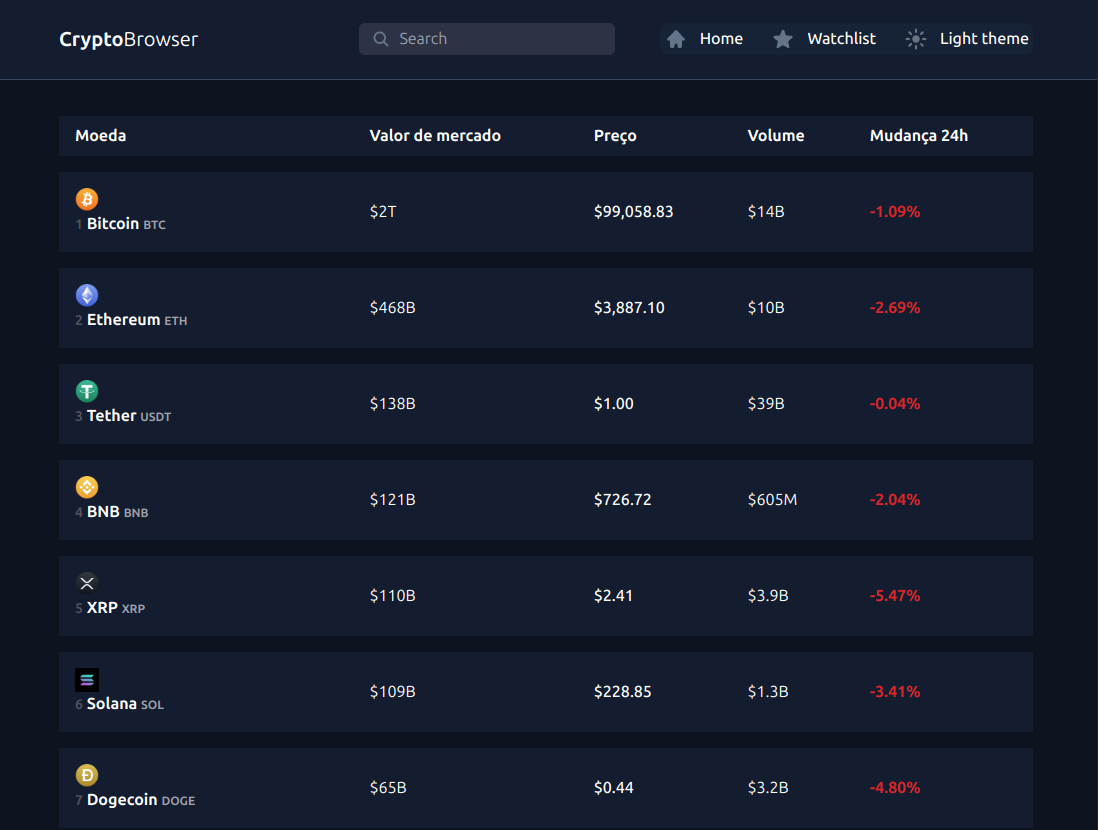 CryptoBrowser Search Home Watchlist Light theme
Moeda Valor de mercado Preço Volume Mudança 24h
1 Bitcoin BTC $2T $99,058.83 $14B -1.09%
2 Ethereum ETH $468B $3,887.10 $10B -2.69%
3 Tether USDT $138B $1.00 $39B -0.04%
4 BNB BNB $121B $726.72 $605M -2.04%
5 XRP XRP $110B $2.41 $3.9B -5.47%
6 Solana SOL $109B $228.85 $1.3B -3.41%
7 Dogecoin DOGE $65B $0.44 $3.2B -4.80%